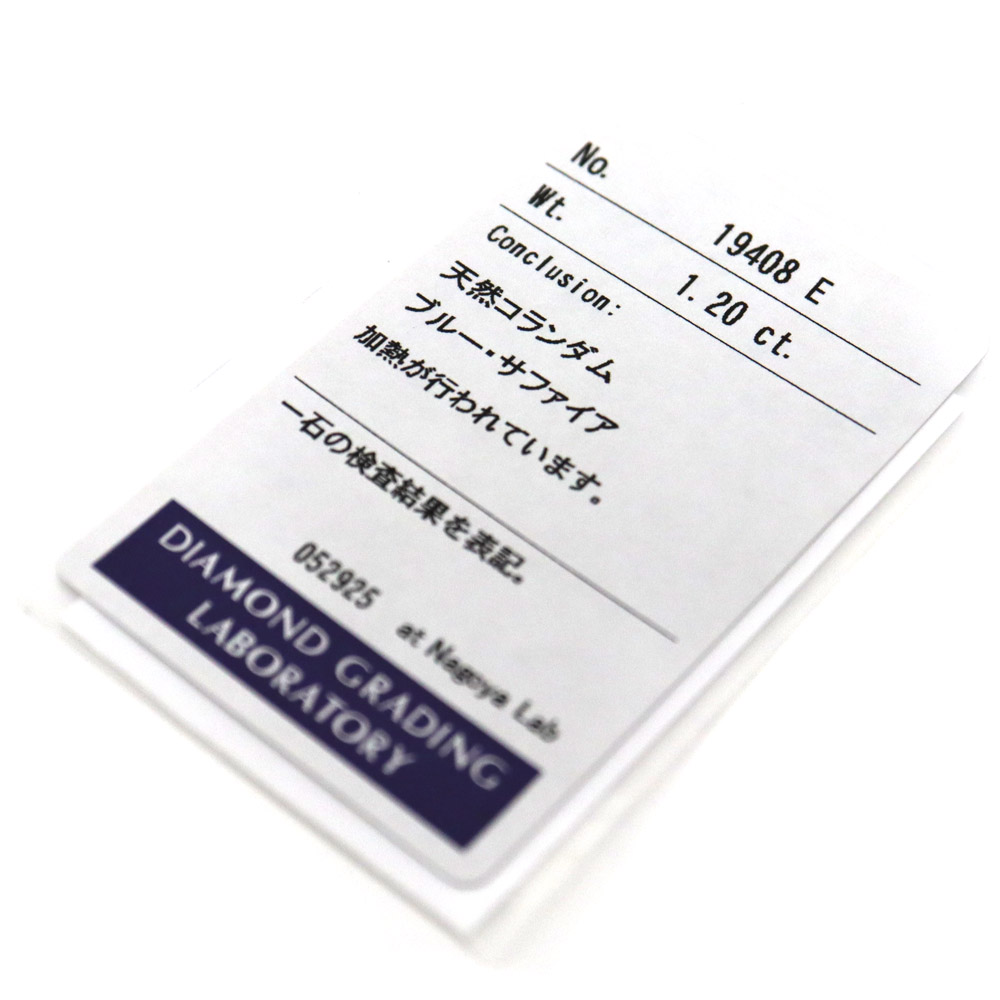 No. 19408 E
Wt. 1.20 ct.
Conclusion:
天然コランダム
ブルー・サファイア
加熱が行われています。
一石の検査結果を表記。
052925 at Nagoya Lab
DIAMOND GRADING
LABORATORY